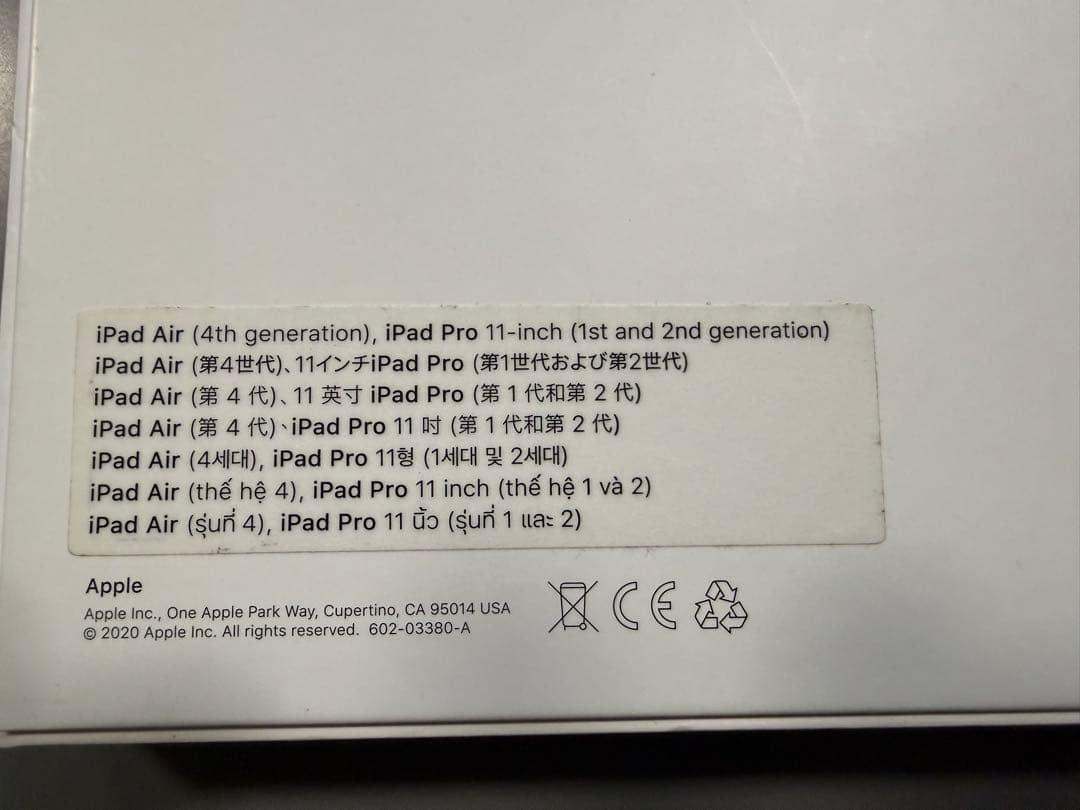 iPad Air (4th generation), iPad Pro 11-inch (1st and 2nd generation)
iPad Air (第4世代)、11インチiPad Pro (第1世代および第2世代)
iPad Air (第 4 代)、11 英寸 iPad Pro (第 1 代和第 2 代)
iPad Air (第 4 代)、iPad Pro 11 吋 (第 1 代和第 2 代)
iPad Air (4세대), iPad Pro 11형 (1세대 및 2세대)
iPad Air (thế hệ 4), iPad Pro 11 inch (thế hệ 1 và 2)
iPad Air (รุ่นที่ 4), iPad Pro 11 นิ้ว (รุ่นที่ 1 และ 2)
Apple
Apple Inc., One Apple Park Way, Cupertino, CA 95014 USA
© 2020 Apple Inc. All rights reserved. 602-03380-A
CE